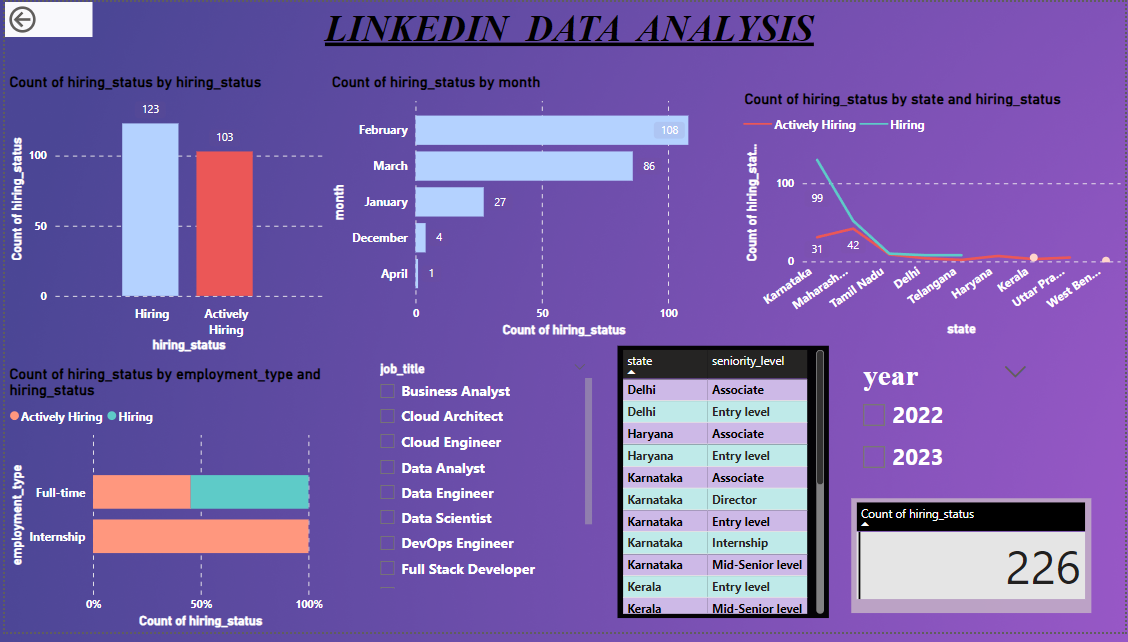 LINKEDIN DATA ANALYSIS
Count of hiring_status by hiring_status
Count of hiring_status
100
50
0
123
103
Hiring
Actively
Hiring
hiring_status
Count of hiring_status by month
month
February
March
January
December
April
108
86
27
4
1
0
50
100
Count of hiring_status
Count of hiring_status by state and hiring_status
Actively Hiring
Hiring
Count of hiring_stat...
100
0
99
31
42
Karnataka
Maharash...
Tamil Nadu
Delhi
Telangana
Haryana
Kerala
Uttar Pra...
West Ben...
state
Count of hiring_status by employment_type and
hiring_status
Actively Hiring
Hiring
employment_type
Full-time
Internship
0%
50%
100%
Count of hiring_status
job_title
Business Analyst
Cloud Architect
Cloud Engineer
Data Analyst
Data Engineer
Data Scientist
DevOps Engineer
Full Stack Developer
state seniority_level
Delhi Associate
Delhi Entry level
Haryana Associate
Haryana Entry level
Karnataka Associate
Karnataka Director
Karnataka Entry level
Karnataka Internship
Karnataka Mid-Senior level
Kerala Entry level
Kerala Mid-Senior level
year
2022
2023
Count of hiring_status
226